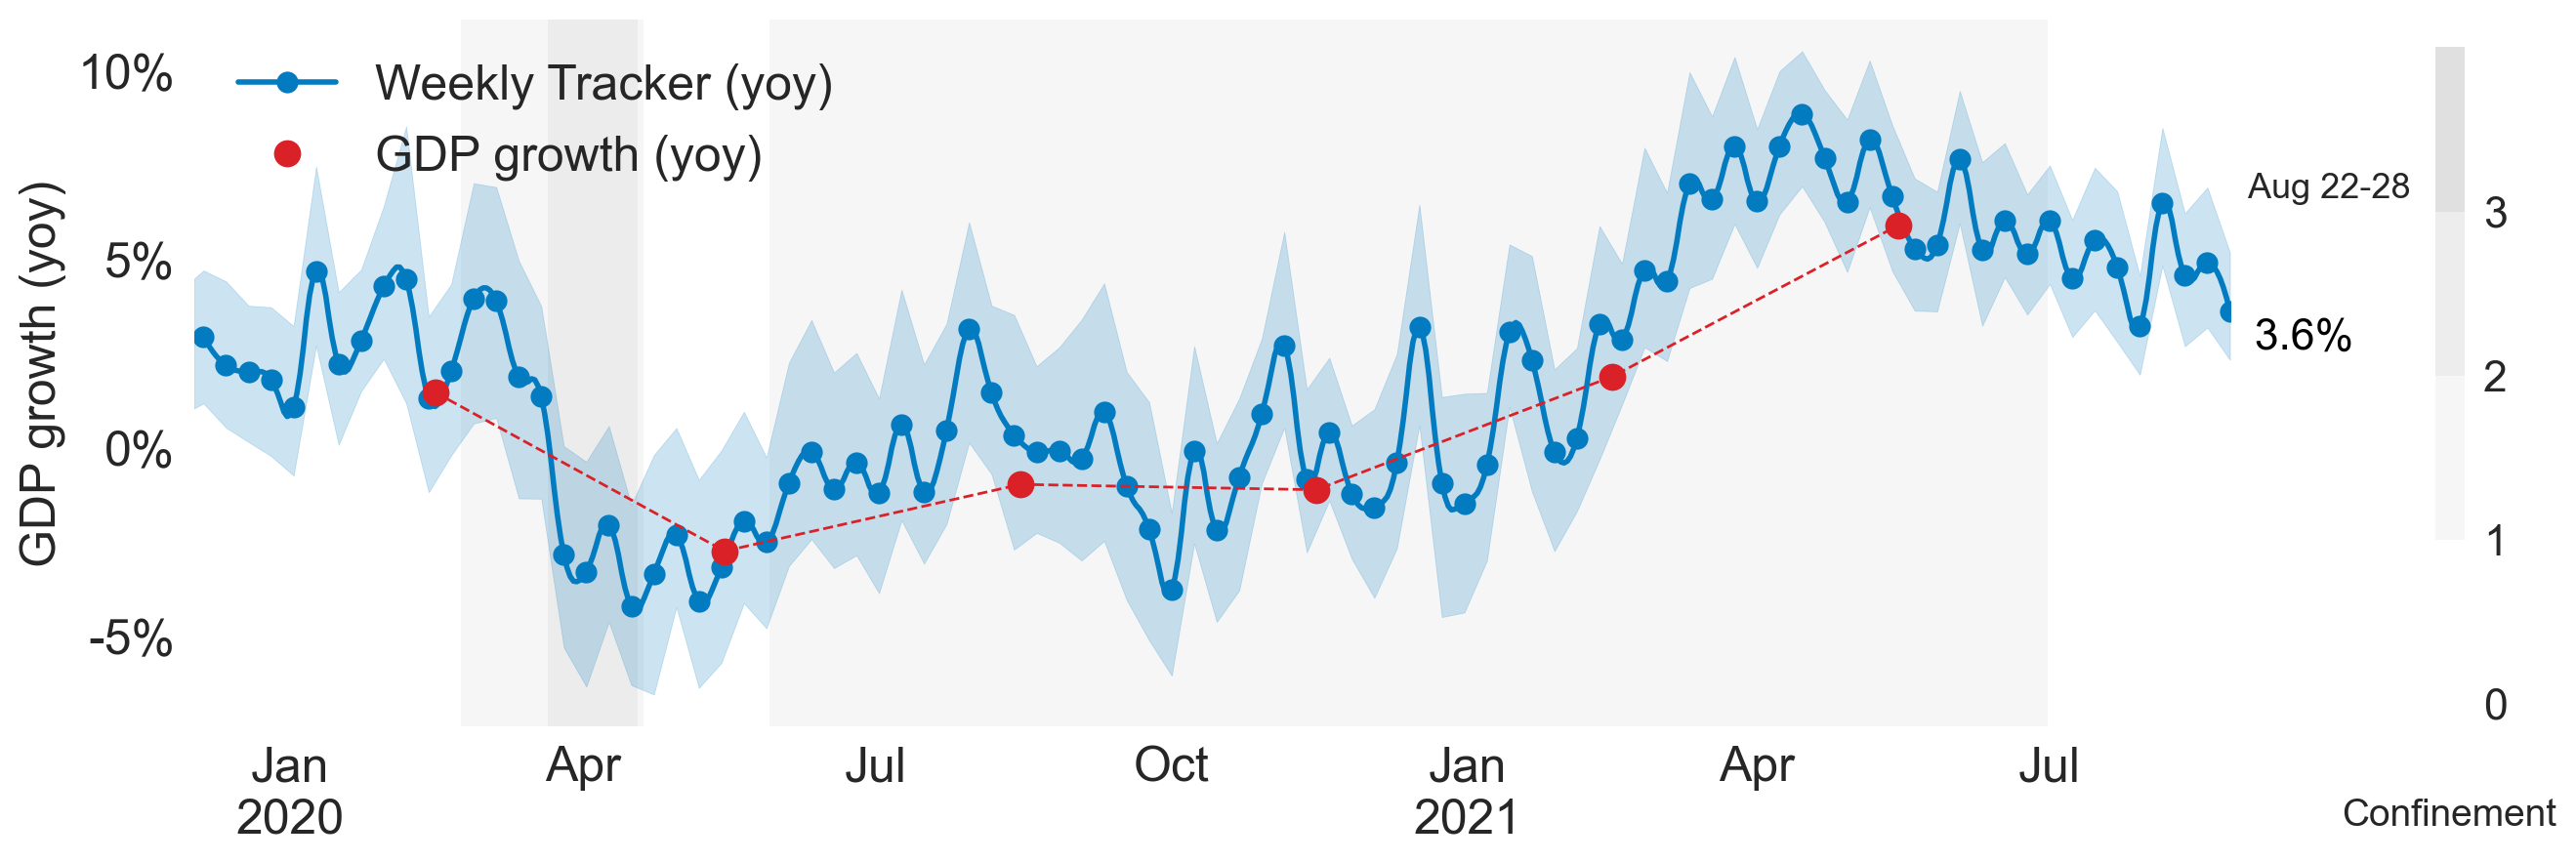 Weekly Tracker (yoy)
GDP growth (yoy)
GDP growth (yoy)
10%
5%
0%
-5%
Jan
2020
Apr
Jul
Oct
Jan
2021
Apr
Jul
Aug 22-28
3.6%
3
2
1
0
Confinement